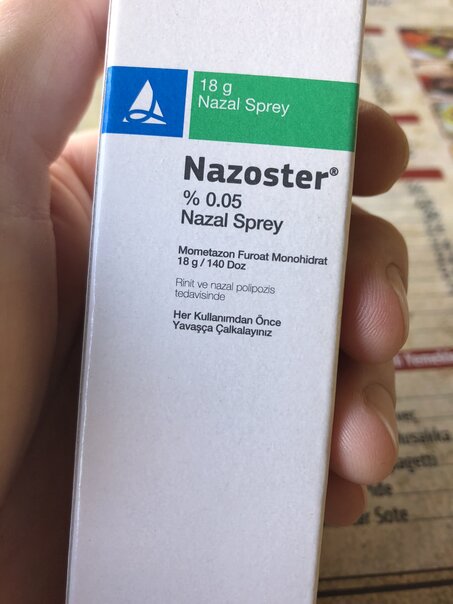 18 g
Nazal Sprey
Nazoster®
% 0.05
Nazal Sprey
Mometazon Furoat Monohidrat
18 g / 140 Doz
Rinit ve nazal polipozis
tedavisinde
Her Kullanımdan Önce
Yavaşça Çalkalayınız